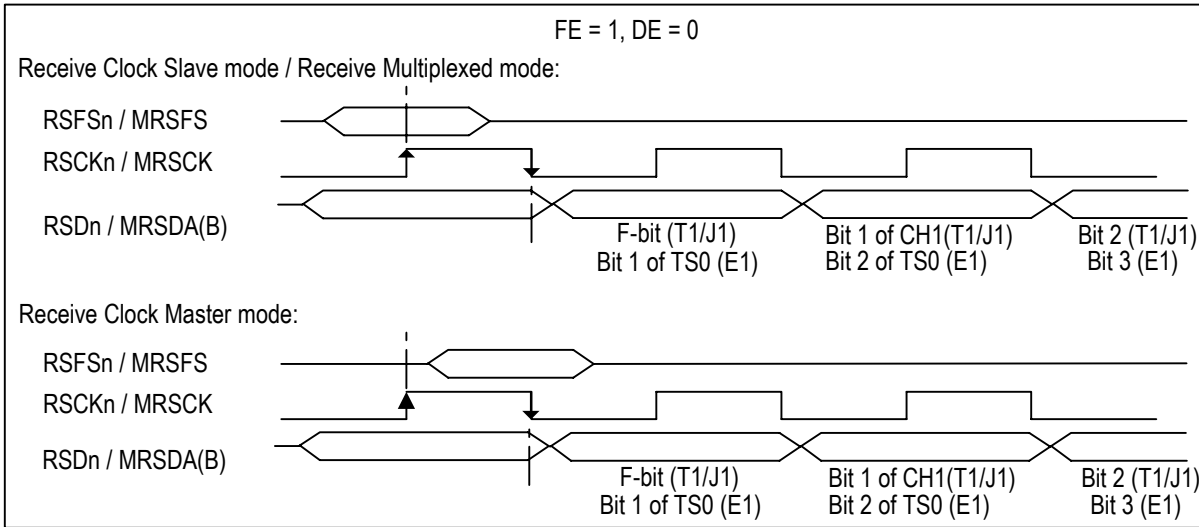 FE = 1, DE = 0
Receive Clock Slave mode / Receive Multiplexed mode:
RSFSn / MRSFS
RSCKn / MRSCK
RSDn / MRSDA(B)
F-bit (T1/J1)
Bit 1 of TS0 (E1)
Bit 1 of CH1(T1/J1)
Bit 2 of TS0 (E1)
Bit 2 (T1/J1)
Bit 3 (E1)
Receive Clock Master mode:
RSFSn / MRSFS
RSCKn / MRSCK
RSDn / MRSDA(B)
F-bit (T1/J1)
Bit 1 of TS0 (E1)
Bit 1 of CH1(T1/J1)
Bit 2 of TS0 (E1)
Bit 2 (T1/J1)
Bit 3 (E1)